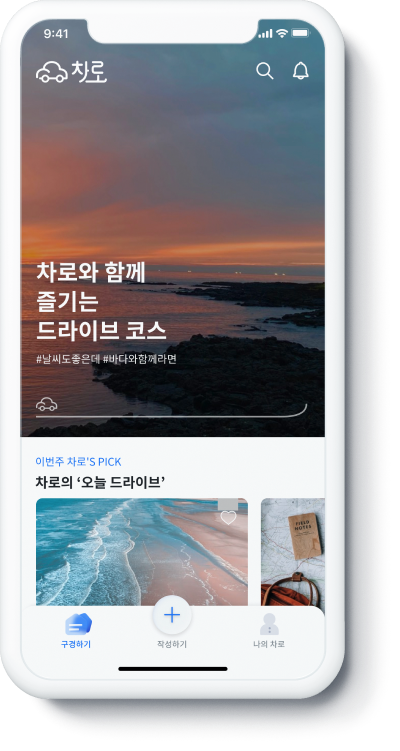 9:41
차로
차로와 함께
즐기는
드라이브 코스
#날씨도좋은데 #바다와함께라면
이번주 차로'S PICK
차로의 ‘오늘 드라이브’
FIELD NOTES
구경하기
작성하기
나의 차로